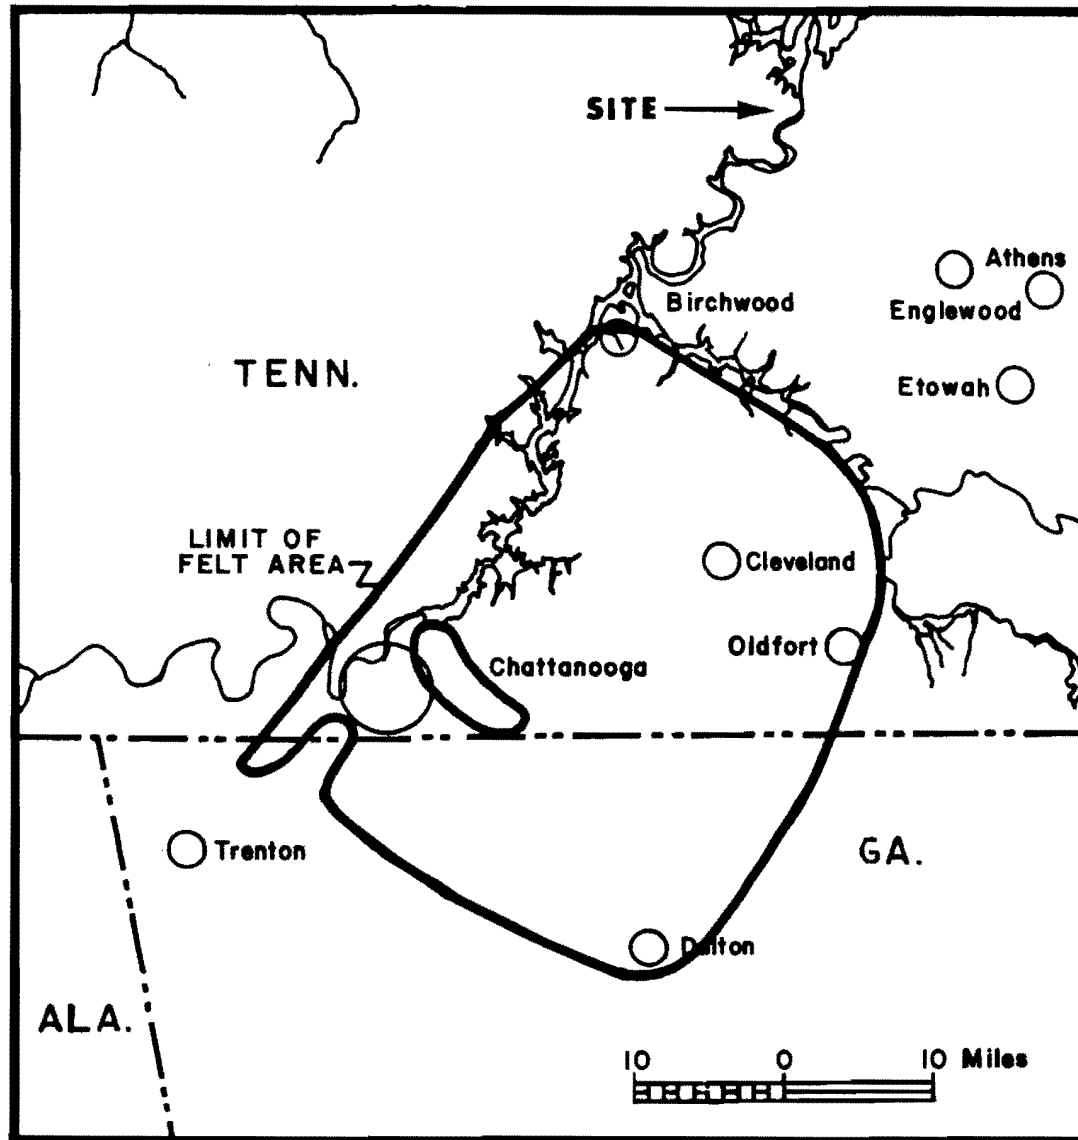 SITE
Athens
Birchwood
Englewood
TENN.
Etowah
LIMIT OF
FELT AREA
Cleveland
Oldfort
Chattanooga
Trenton
GA.
Dalton
ALA.
10 0 10 Miles